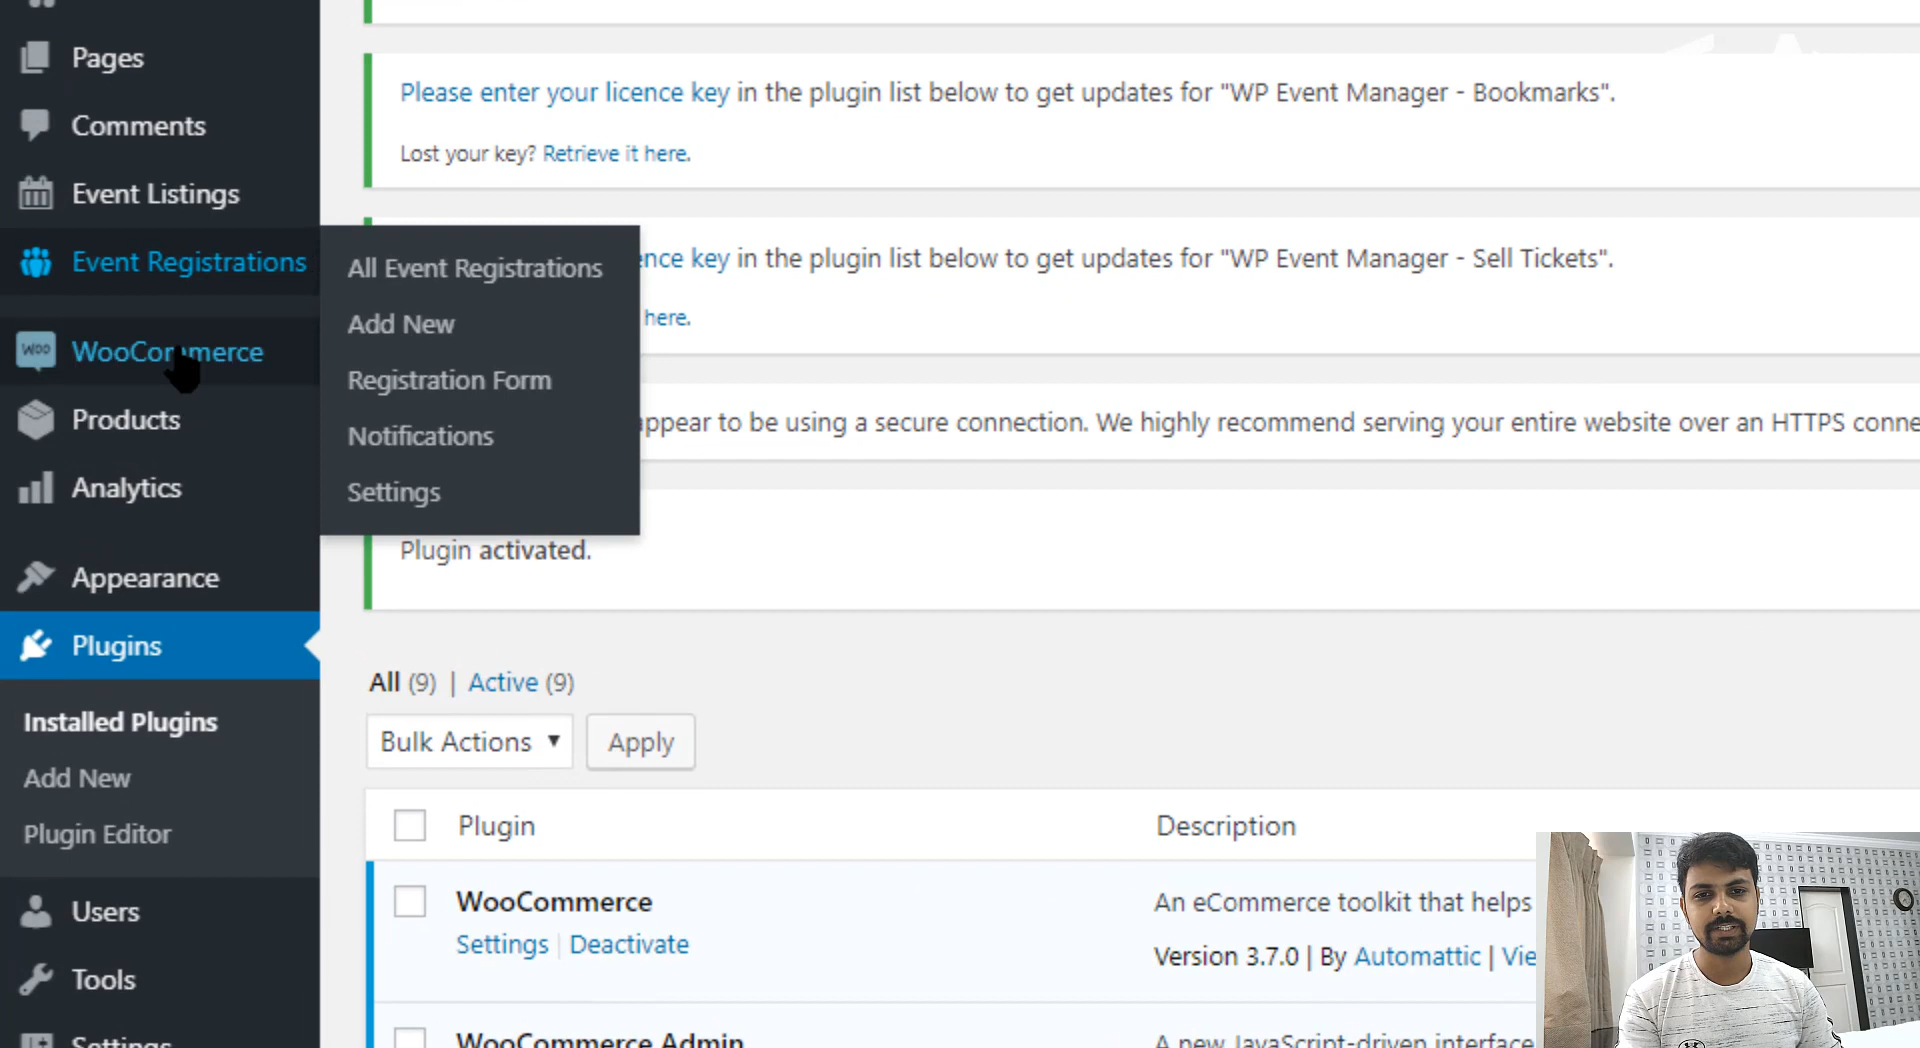 Pages
Comments
Event Listings
Event Registrations
WOO WooCommerce
Products
Analytics
Appearance
Plugins
Installed Plugins
Add New
Plugin Editor
Users
Tools
Settings
All Event Registrations
Add New
Registration Form
Notifications
Settings
Please enter your licence key in the plugin list below to get updates for "WP Event Manager - Bookmarks".
Lost your key? Retrieve it here.
key in the plugin list below to get updates for "WP Event Manager - Sell Tickets".
here.
appear to be using a secure connection. We highly recommend serving your entire website over an HTTPS conne
Plugin activated.
All (9) | Active (9)
Bulk Actions ▼ Apply
Plugin Description
WooCommerce An eCommerce toolkit that helps
Settings | Deactivate Version 3.7.0 | By Automattic | Vie
WooCommerce Admin A new JavaScript-driven interface